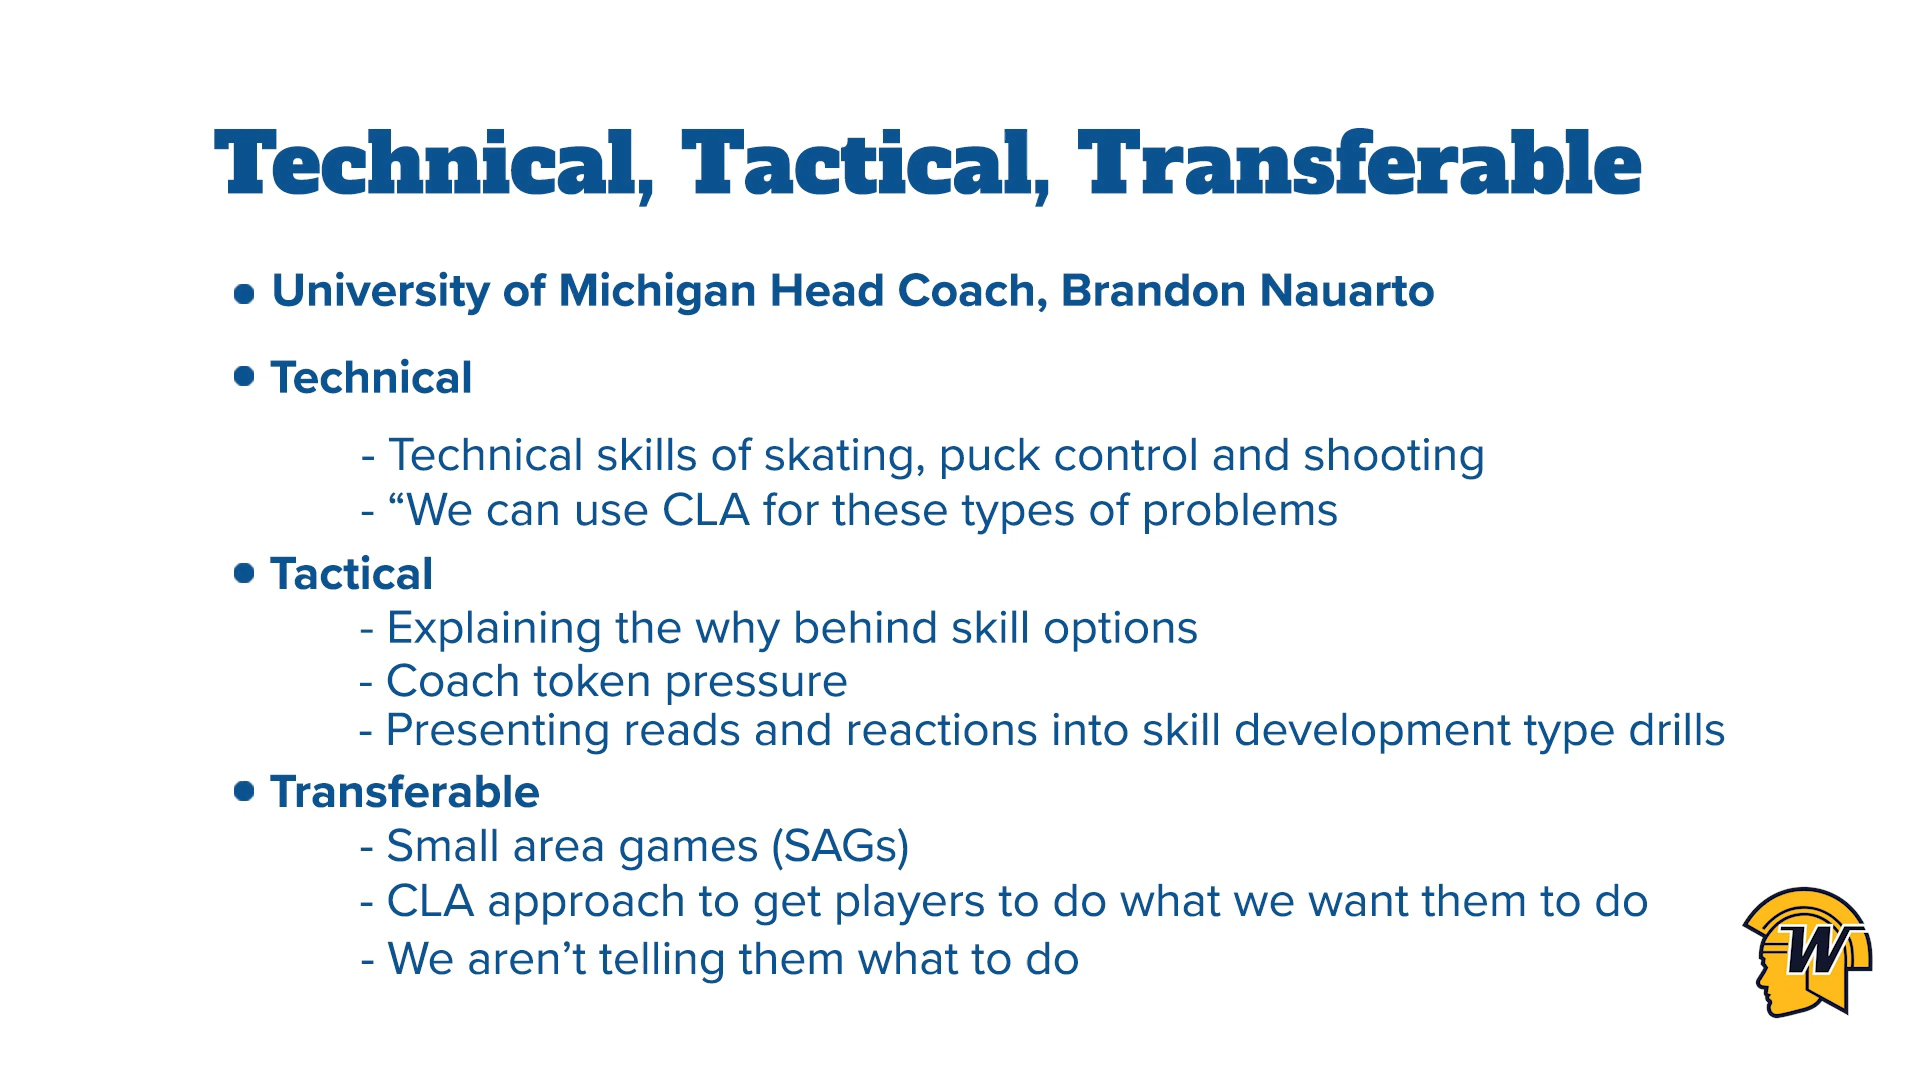 Technical, Tactical, Transferable
• University of Michigan Head Coach, Brandon Nauarto
• Technical
- Technical skills of skating, puck control and shooting
- “We can use CLA for these types of problems
• Tactical
- Explaining the why behind skill options
- Coach token pressure
- Presenting reads and reactions into skill development type drills
• Transferable
- Small area games (SAGs)
- CLA approach to get players to do what we want them to do
- We aren’t telling them what to do
W